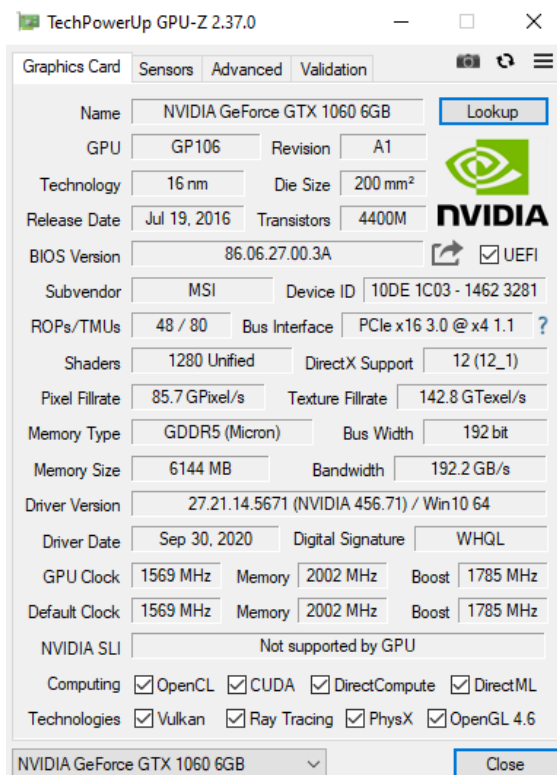 TechPowerUp GPU-Z 2.37.0
Graphics Card Sensors Advanced Validation
Name NVIDIA GeForce GTX 1060 6GB Lookup
GPU GP106 Revision A1
Technology 16 nm Die Size 200 mm²
NVIDIA
Release Date Jul 19, 2016 Transistors 4400M
BIOS Version 86.06.27.00.3A UEFI
Subvendor MSI Device ID 10DE 1C03 - 1462 3281
ROPs/TMUs 48 / 80 Bus Interface PCIe x16 3.0 @ x4 1.1 ?
Shaders 1280 Unified DirectX Support 12 (12_1)
Pixel Fillrate 85.7 GPixel/s Texture Fillrate 142.8 GTexel/s
Memory Type GDDR5 (Micron) Bus Width 192 bit
Memory Size 6144 MB Bandwidth 192.2 GB/s
Driver Version 27.21.14.5671 (NVIDIA 456.71) / Win10 64
Driver Date Sep 30, 2020 Digital Signature WHQL
GPU Clock 1569 MHz Memory 2002 MHz Boost 1785 MHz
Default Clock 1569 MHz Memory 2002 MHz Boost 1785 MHz
NVIDIA SLI Not supported by GPU
Computing OpenCL CUDA DirectCompute DirectML
Technologies Vulkan Ray Tracing PhysX OpenGL 4.6
NVIDIA GeForce GTX 1060 6GB Close